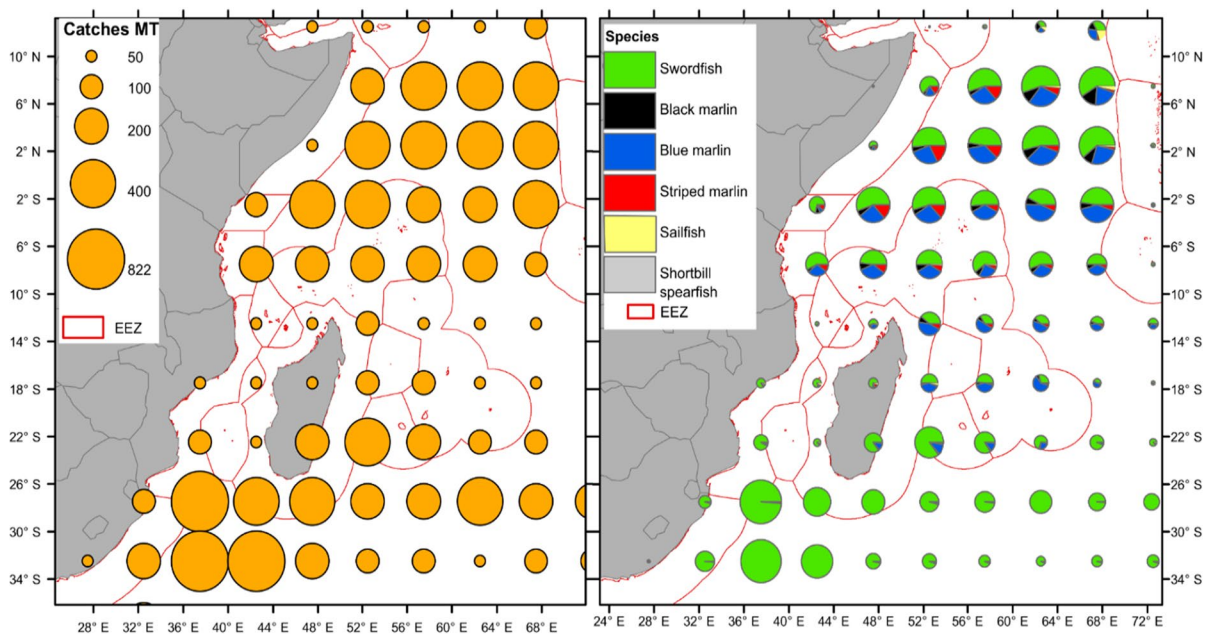 Catches MT
50
100
200
400
822
EEZ
10° N
6° N
2° N
2° S
6° S
10° S
14° S
18° S
22° S
26° S
30° S
34° S
28° E 32° E 36° E 40° E 44° E 48° E 52° E 56° E 60° E 64° E 68° E
Species
Swordfish
Black marlin
Blue marlin
Striped marlin
Sailfish
Shortbill
spearfish
EEZ
10° N
6° N
2° N
2° S
6° S
10° S
14° S
18° S
22° S
26° S
30° S
34° S
24° E 28° E 32° E 36° E 40° E 44° E 48° E 52° E 56° E 60° E 64° E 68° E 72° E